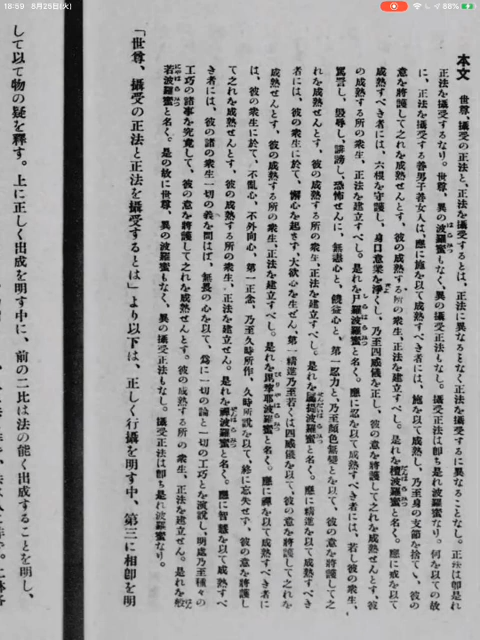 18:59 8月25日(火)
88%
本文 世尊、攝受の正法と、正法を攝受するとは、正法に異なることなく正法を攝受するに異なることなし。正法は即是れ
正法を攝受するなり。世尊、異の波羅蜜もなく、異の攝受正法もなし。攝受正法は即ち是れ波羅蜜なり。何を以ての故
に、正法を攝受する善男子善女人は、應に施を以て成熟すべき者には、施を以て成熟し、乃至身の支節を捨てゝ、彼の
意を將護して之れを成熟せんとす。彼の成熟する所の衆生、正法を建立すべし。是れを檀波羅蜜と名く。應に戒を以て
成熟すべき者には、六根を守護し、身口意業を淨くし、乃至四威儀を正し、彼の意を將護して之れを成熟せんとす。彼
の成熟する所の衆生、正法を建立すべし。是れを尸羅波羅蜜と名く。應に忍を以て成熟すべき者には、若し彼の衆生、
罵詈し、毀辱し、誹謗し、恐怖せんに、無恚心と、饒益心と、第一忍力と、乃至顏色無變とを以て、彼の意を將護して之
れを成熟せんとす。彼の成熟する所の衆生、正法を建立すべし。是れを羼提波羅蜜と名く。應に精進を以て成熟すべき
者には、彼の衆生に於て、懈心を起さず、大欲心を生ぜん、第一精進乃至若くは四威儀を以て、彼の意を將護して之れを
成熟せんとす。彼の成熟する所の衆生、正法を建立すべし。是れを毘梨耶波羅蜜と名く。應に禪を以て成熟すべき者に
は、彼の衆生に於て、不亂心、不外向心、第一正念、乃至久時所作、久時所說を以て、終に忘失せず、彼の意を將護し
て之れを成熟せんとす。彼の成熟する所の衆生、正法を建立せん。是れを禪波羅蜜と名く。應に智慧を以て成熟すべ
き者には、彼の諸の衆生一切の義を問はば、無畏の心を以て、爲に一切の論と一切の工巧とを演說し、明處乃至種々の
工巧の諸事を究竟して、彼の意を將護して之れを成熟せんとす。彼の成熟する所の衆生、正法を建立せん。是れを般
若波羅蜜と名く。是の故に世尊、異の波羅蜜もなく、異の攝受正法もなし。攝受正法は即ち是れ波羅蜜なり。
「世尊、攝受の正法と正法を攝受するとは」より以下は、正しく行攝を明す中、第三に相即を明
して以て物の疑を釋す。上に正しく出成を明す中に、前の二比は法の能く出成することを明し、